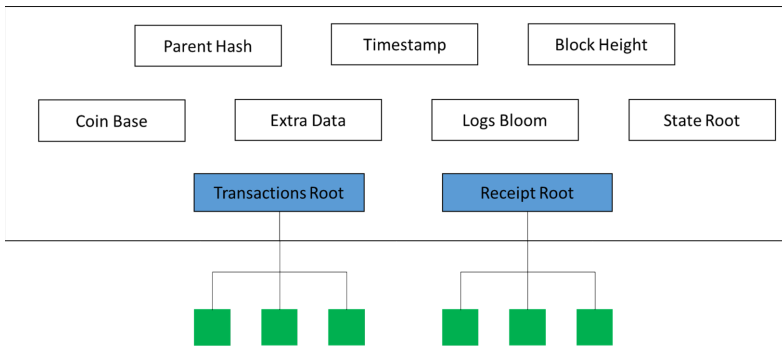 Parent Hash
Timestamp
Block Height
Coin Base
Extra Data
Logs Bloom
State Root
Transactions Root
Receipt Root